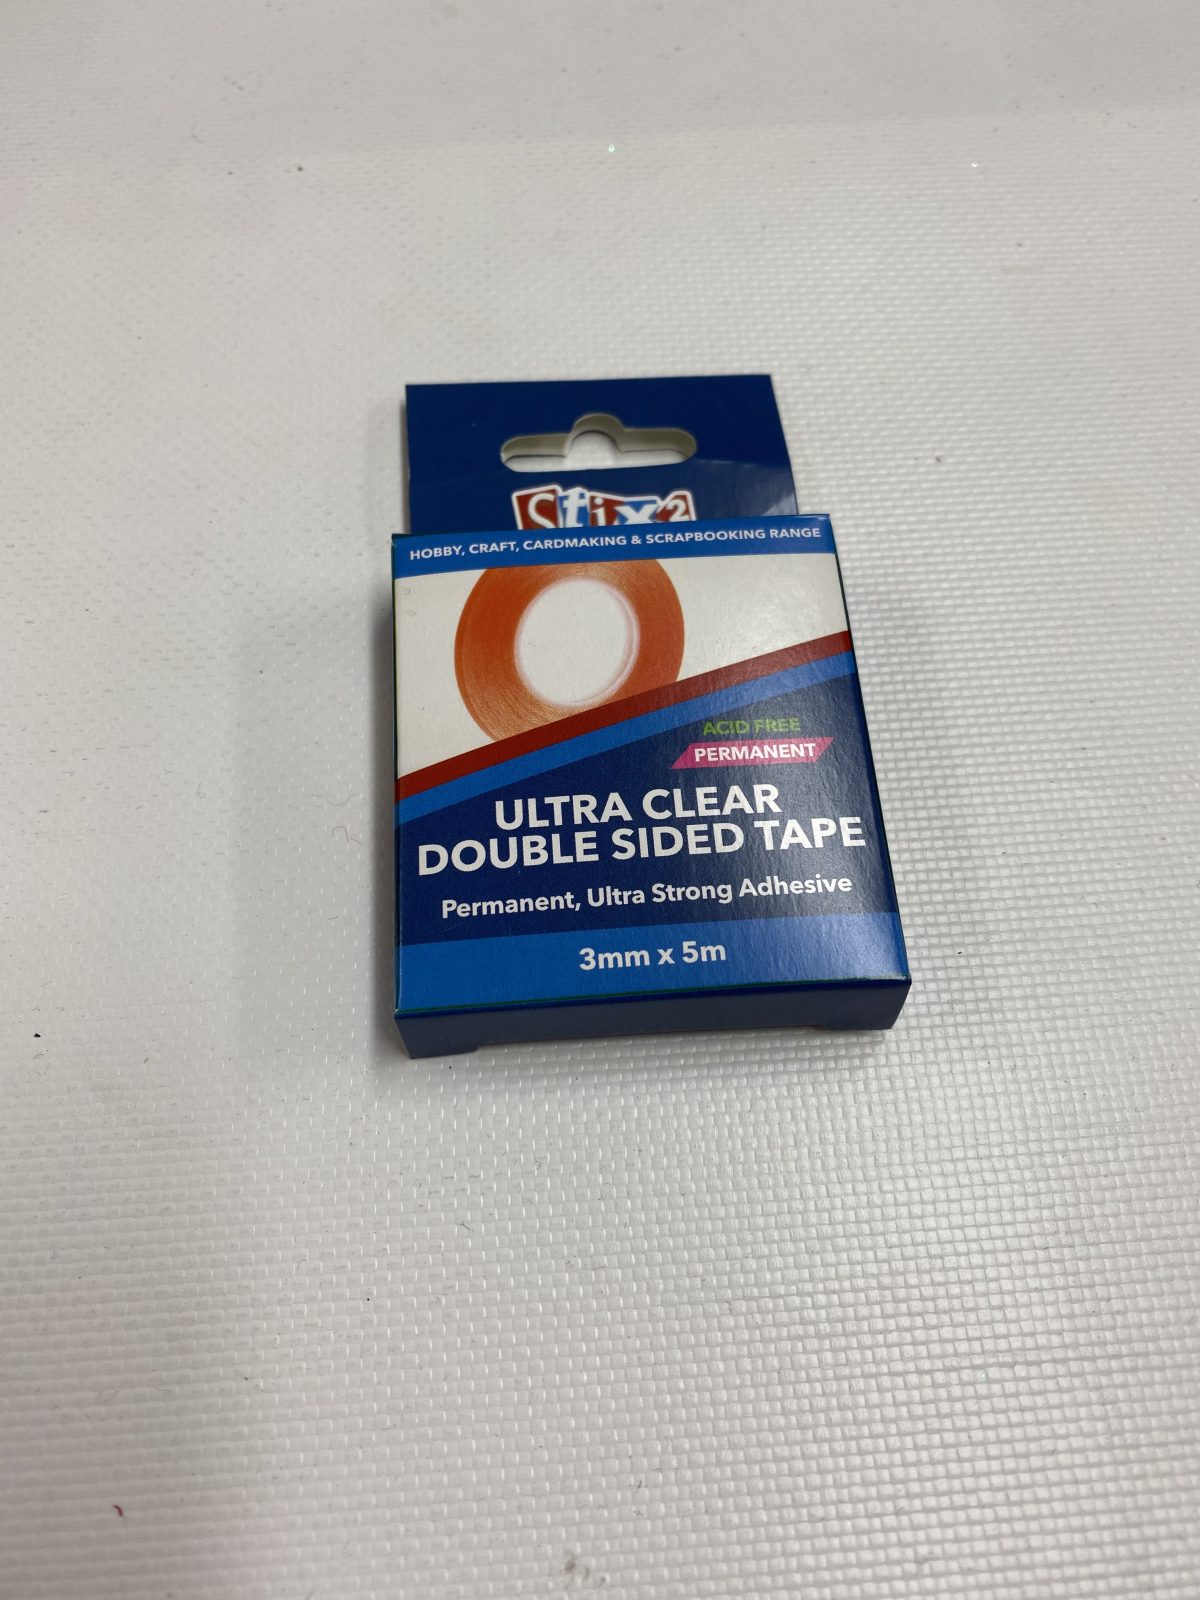 Stix2
HOBBY, CRAFT, CARDMAKING & SCRAPBOOKING RANGE
ACID FREE
PERMANENT
ULTRA CLEAR
DOUBLE SIDED TAPE
Permanent, Ultra Strong Adhesive
3mm x 5m